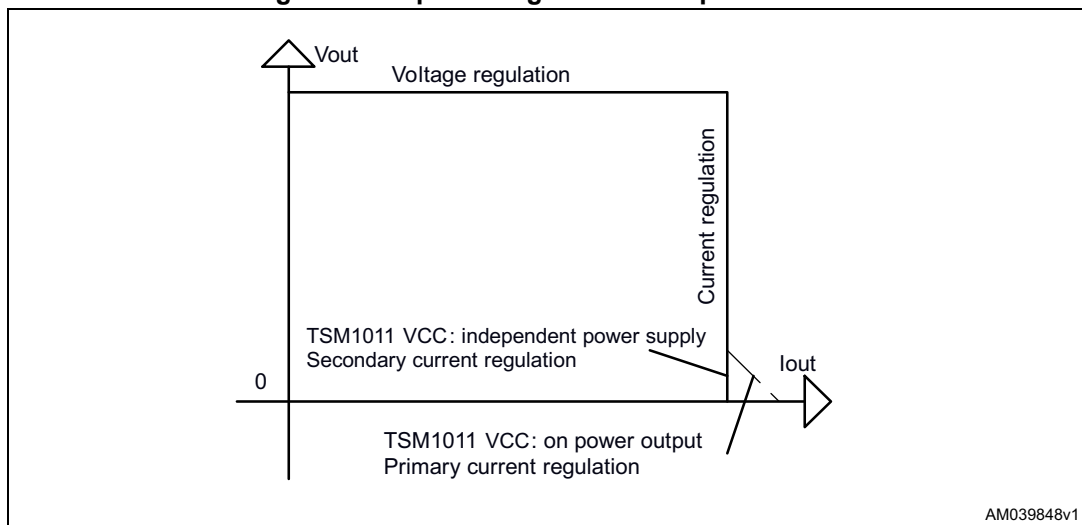 Vout
Voltage regulation
Current regulation
TSM1011 VCC: independent power supply
Secondary current regulation
Iout
0
TSM1011 VCC: on power output
Primary current regulation
AM039848v1